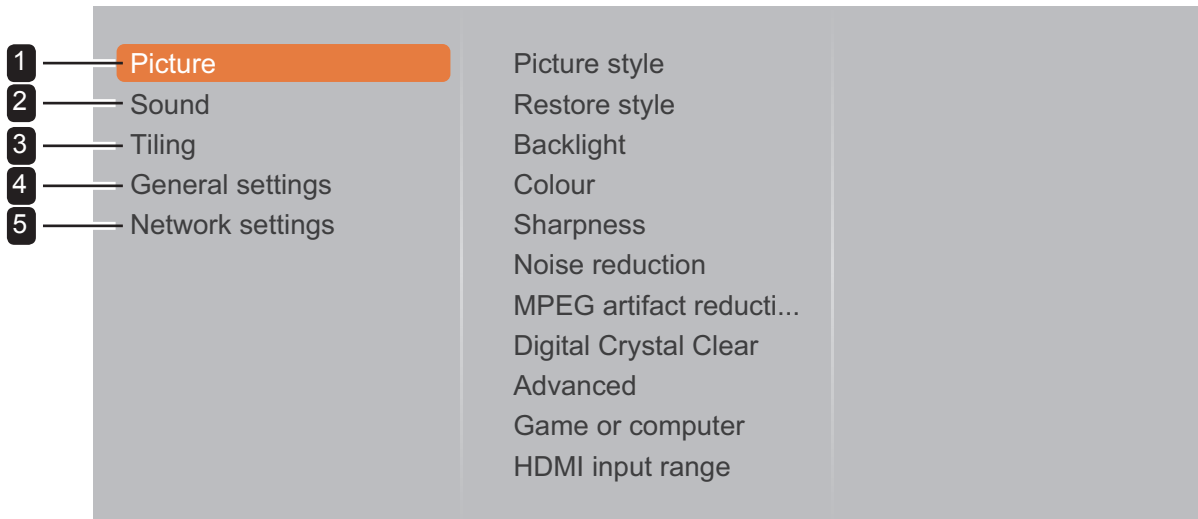 1 Picture
2 Sound
3 Tiling
4 General settings
5 Network settings
Picture style
Restore style
Backlight
Colour
Sharpness
Noise reduction
MPEG artifact reducti...
Digital Crystal Clear
Advanced
Game or computer
HDMI input range